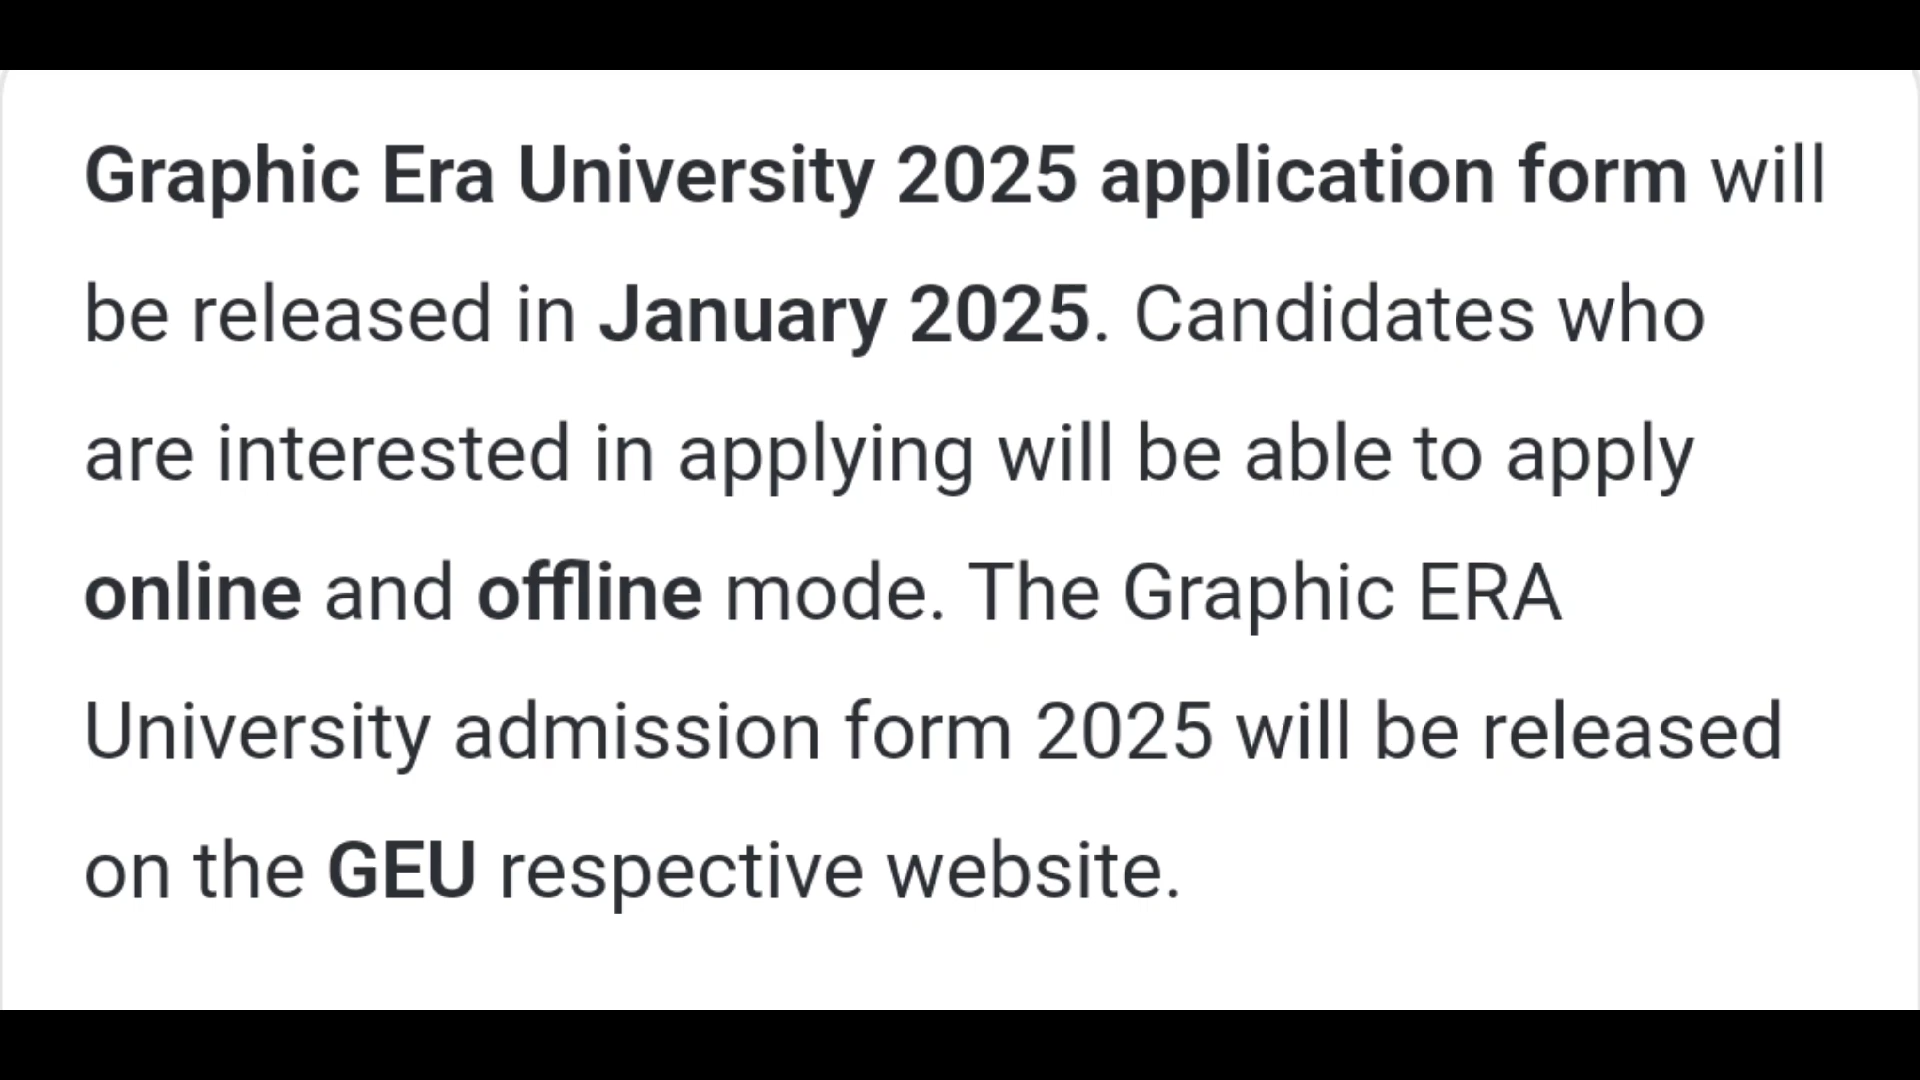 Graphic Era University 2025 application form will
be released in January 2025. Candidates who
are interested in applying will be able to apply
online and offline mode. The Graphic ERA
University admission form 2025 will be released
on the GEU respective website.